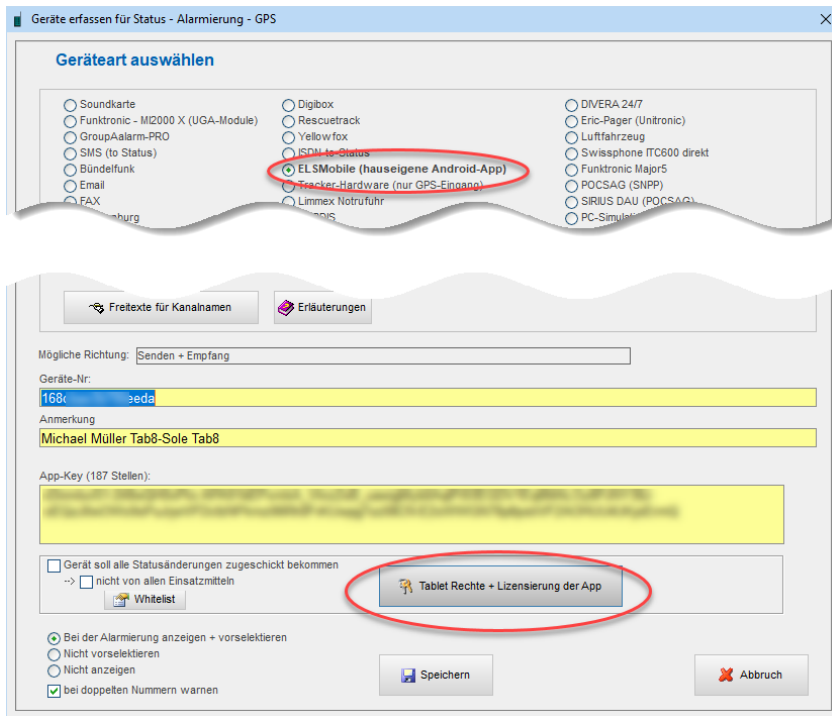 Geräte erfassen für Status - Alarmierung - GPS
Geräteart auswählen
Soundkarte
Funktronic - MI2000 X (UGA-Module)
GroupAalarm-PRO
SMS (to Status)
Bündelfunk
Email
FAX
Digibox
Rescuetrack
Yellowfox
ISDN-to-Status
ELSMobile (hauseigene Android-App)
Tracker-Hardware (nur GPS-Eingang)
Limmex Notrufuhr
DIVERA 24/7
Eric-Pager (Unitronic)
Luftfahrzeug
Swissphone ITC600 direkt
Funktronic Major5
POCSAG (SNPP)
SIRIUS DAU (POCSAG)
Freitexte für Kanalnamen
Erläuterungen
Mögliche Richtung: Senden + Empfang
Geräte-Nr:
Anmerkung
Michael Müller Tab8-Sole Tab8
App-Key (187 Stellen):
Gerät soll alle Statusänderungen zugeschickt bekommen
--> nicht von allen Einsatzmitteln
Whitelist
Tablet Rechte + Lizensierung der App
Bei der Alarmierung anzeigen + vorselektieren
Nicht vorselektieren
Nicht anzeigen
bei doppelten Nummern warnen
Speichern
Abbruch